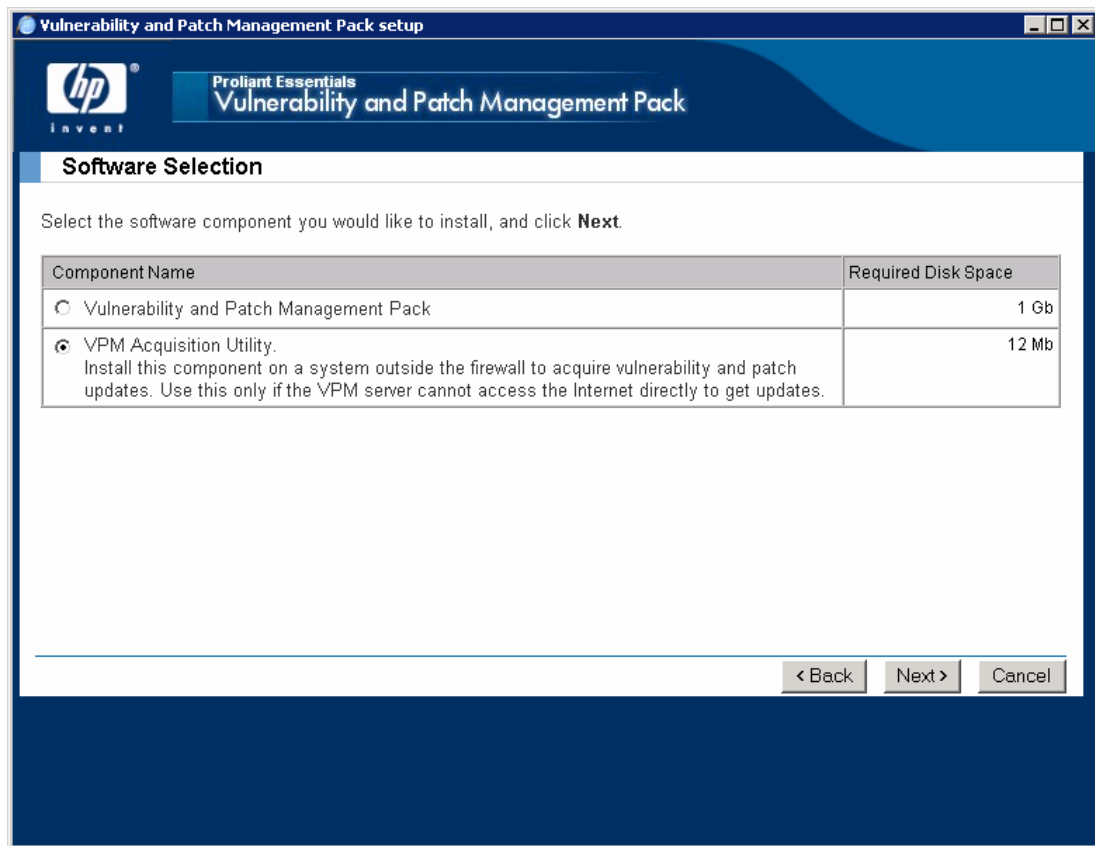 Vulnerability and Patch Management Pack setup
hp
®
invent
Proliant Essentials
Vulnerability and Patch Management Pack
Software Selection
Select the software component you would like to install, and click Next.
Component Name
Required Disk Space
Vulnerability and Patch Management Pack
1 Gb
VPM Acquisition Utility.
12 Mb
Install this component on a system outside the firewall to acquire vulnerability and patch
updates. Use this only if the VPM server cannot access the Internet directly to get updates.
< Back
Next >
Cancel